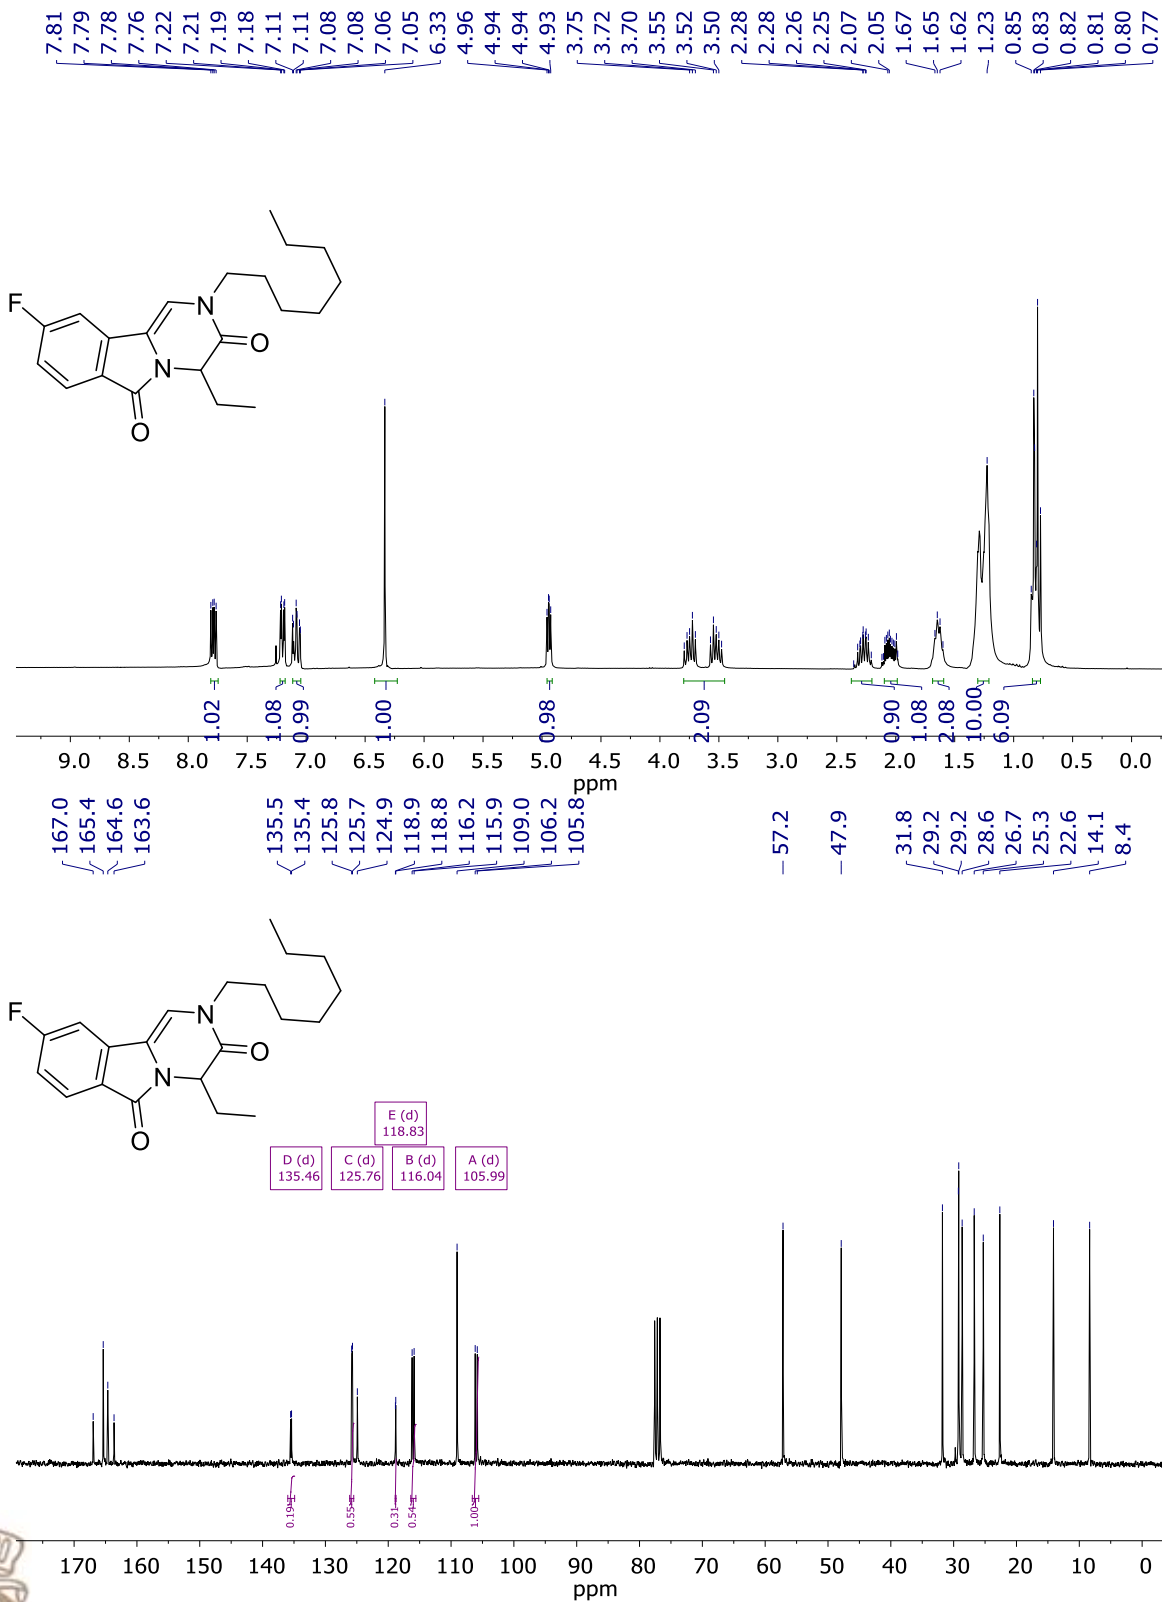 7.81 7.79 7.78 7.76 7.22 7.21 7.19 7.18 7.11 7.11 7.08 7.08 7.06 7.05 6.33 4.96 4.94 4.94 4.93 3.75 3.72 3.70 3.55 3.52 3.50 2.28 2.28 2.26 2.25 2.07 2.05 1.67 1.65 1.62 1.23 0.85 0.83 0.82 0.81 0.80 0.77
F
N
O
N
O
1.02 1.08 0.99 1.00 0.98 2.09 0.90 1.08 2.08 10.00 6.09
9.0 8.5 8.0 7.5 7.0 6.5 6.0 5.5 5.0 4.5 4.0 3.5 3.0 2.5 2.0 1.5 1.0 0.5 0.0
ppm
167.0 165.4 164.6 163.6 135.5 135.4 125.8 125.7 124.9 118.9 118.8 116.2 115.9 109.0 106.2 105.8 57.2 47.9 31.8 29.2 29.2 28.6 26.7 25.3 22.6 14.1 8.4
F
N
O
N
O
E (d)
118.83
D (d) C (d) B (d) A (d)
135.46 125.76 116.04 105.99
0.19 0.55 0.31 0.54 1.00
170 160 150 140 130 120 110 100 90 80 70 60 50 40 30 20 10 0
ppm